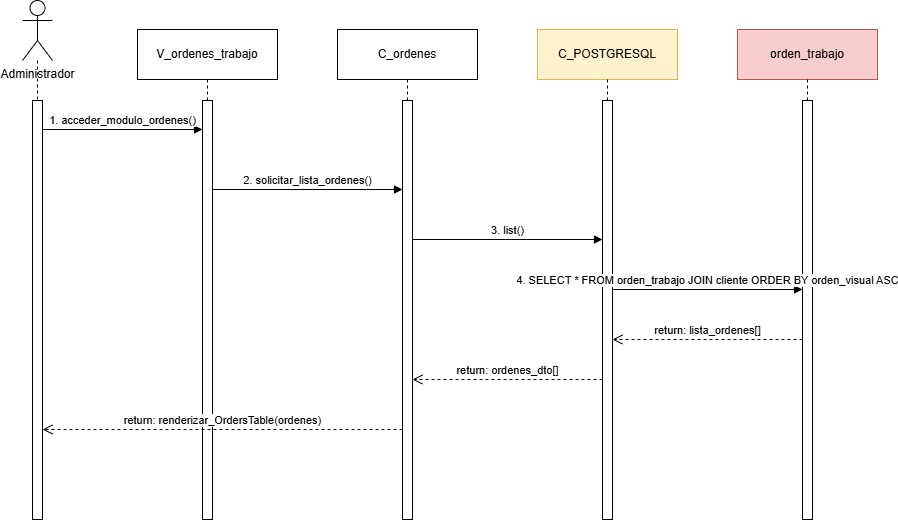 Administrador
V_ordenes_trabajo
C_ordenes
C_POSTGRESQL
orden_trabajo
1. acceder_modulo_ordenes()
2. solicitar_lista_ordenes()
3. list()
4. SELECT * FROM orden_trabajo JOIN cliente ORDER BY orden_visual ASC
return: lista_ordenes[]
return: ordenes_dto[]
return: renderizar_OrdersTable(ordenes)